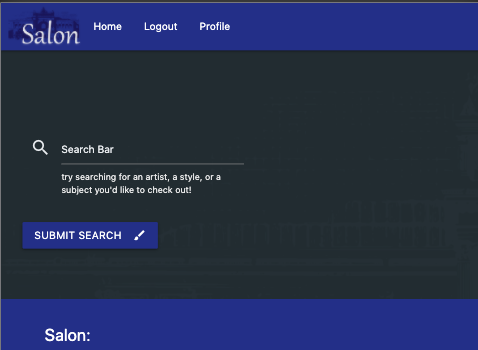 Salon
Home
Logout
Profile
Search Bar
try searching for an artist, a style, or a
subject you'd like to check out!
SUBMIT SEARCH
Salon: